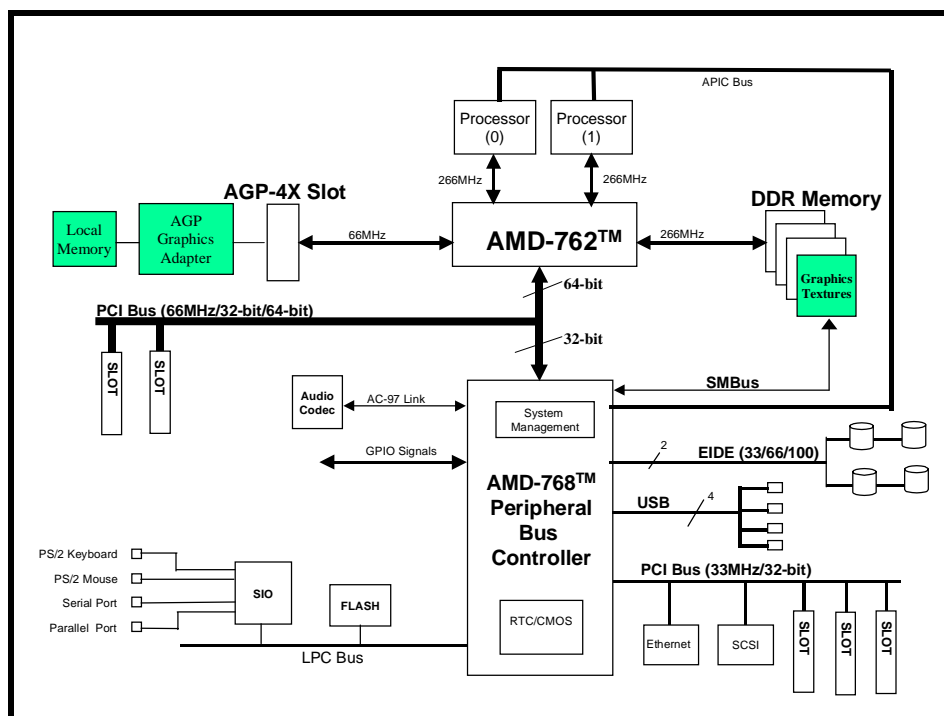 APIC Bus
Processor
(0)
Processor
(1)
266MHz
266MHz
AGP-4X Slot
DDR Memory
Local
Memory
AGP
Graphics
Adapter
66MHz
AMD-762™
266MHz
Graphics
Textures
64-bit
PCI Bus (66MHz/32-bit/64-bit)
32-bit
SLOT
SLOT
SMBus
Audio
Codec
AC-97 Link
System
Management
GPIO Signals
2
EIDE (33/66/100)
AMD-768™
Peripheral
Bus
Controller
USB
4
PS/2 Keyboard
PS/2 Mouse
Serial Port
Parallel Port
SIO
FLASH
PCI Bus (33MHz/32-bit)
RTC/CMOS
Ethernet
SCSI
SLOT
SLOT
SLOT
LPC Bus